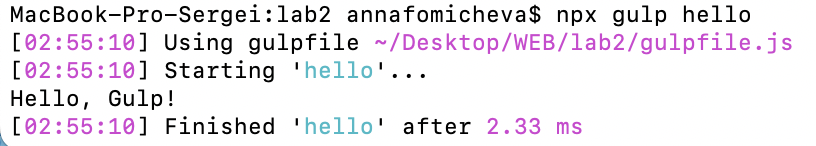 MacBook-Pro-Sergei:lab2 annafomicheva$ npx gulp hello
[02:55:10] Using gulpfile ~/Desktop/WEB/lab2/gulpfile.js
[02:55:10] Starting 'hello'...
Hello, Gulp!
[02:55:10] Finished 'hello' after 2.33 ms